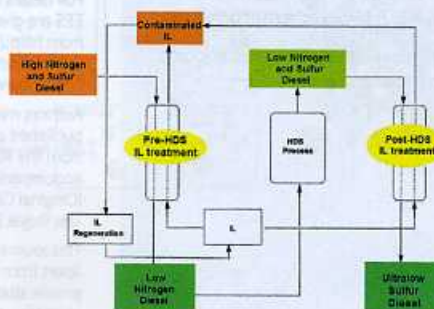 Contaminated
IL
High Nitrogen
and Sulfur
Diesel
Low Nitrogen
and Sulfur
Diesel
Pre-HDS
IL treatment
HDS
Process
Post-HDS
IL treatment
IL
Regeneration
IL
Low
Nitrogen
Diesel
Ultralow
Sulfur
Diesel